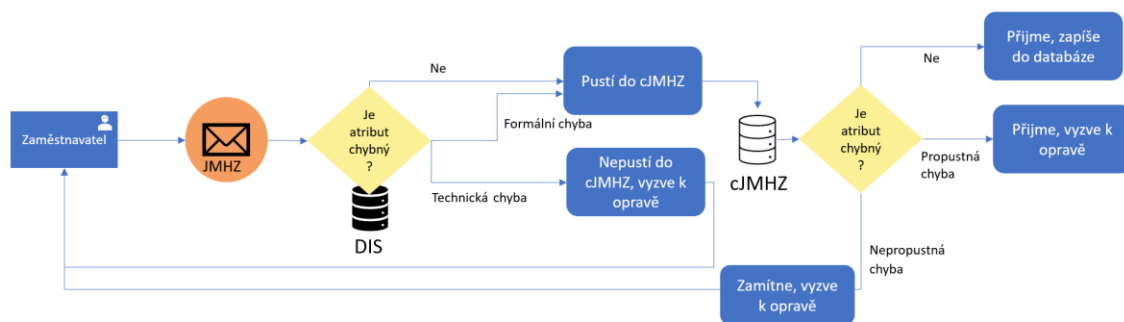 Zaměstnavatel
JMHZ
Je
atribut
chybný
?
DIS
Ne
Formální chyba
Technická chyba
Pustí do cJMHZ
Nepustí do
cJMHZ, vyzve k
opravě
cJMHZ
Je
atribut
chybný
?
Ne
Propustná
chyba
Nepropustná
chyba
Přijme, zapíše
do databáze
Přijme, vyzve k
opravě
Zamítne, vyzve
k opravě